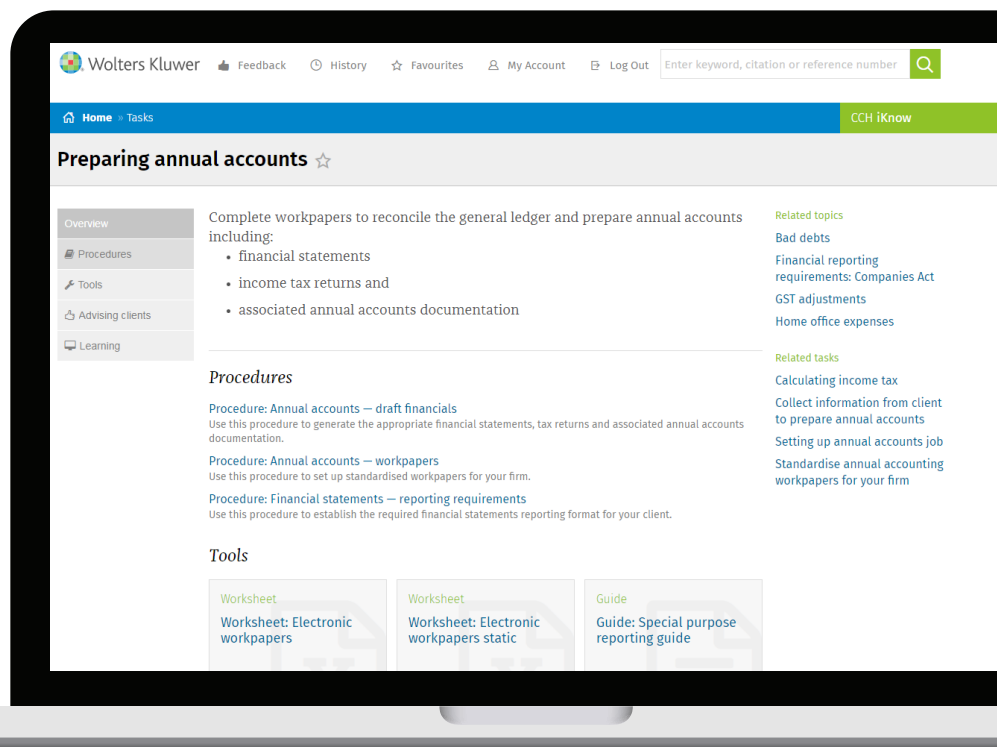 Wolters Kluwer Feedback History Favourites My Account Log Out Enter keyword, citation or reference number
Home » Tasks CCH iKnow
Preparing annual accounts
Overview
Procedures
Tools
Advising clients
Learning
Complete workpapers to reconcile the general ledger and prepare annual accounts
including:
• financial statements
• income tax returns and
• associated annual accounts documentation
Procedures
Procedure: Annual accounts — draft financials
Use this procedure to generate the appropriate financial statements, tax returns and associated annual accounts
documentation.
Procedure: Annual accounts — workpapers
Use this procedure to set up standardised workpapers for your firm.
Procedure: Financial statements — reporting requirements
Use this procedure to establish the required financial statements reporting format for your client.
Tools
Worksheet
Worksheet: Electronic
workpapers
Worksheet
Worksheet: Electronic
workpapers static
Guide
Guide: Special purpose
reporting guide
Related topics
Bad debts
Financial reporting
requirements: Companies Act
GST adjustments
Home office expenses
Related tasks
Calculating income tax
Collect information from client
to prepare annual accounts
Setting up annual accounts job
Standardise annual accounting
workpapers for your firm